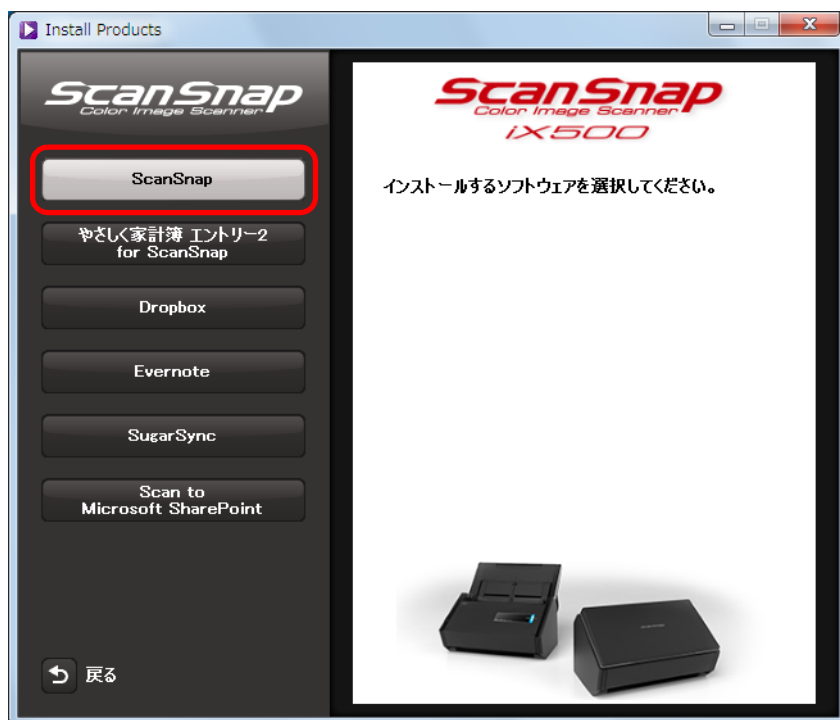 Install Products
ScanSnap
Color Image Scanner
ScanSnap
やさしく家計簿 エントリー2
for ScanSnap
Dropbox
Evernote
SugarSync
Scan to
Microsoft SharePoint
戻る
ScanSnap
Color Image Scanner
iX500
インストールするソフトウェアを選択してください。